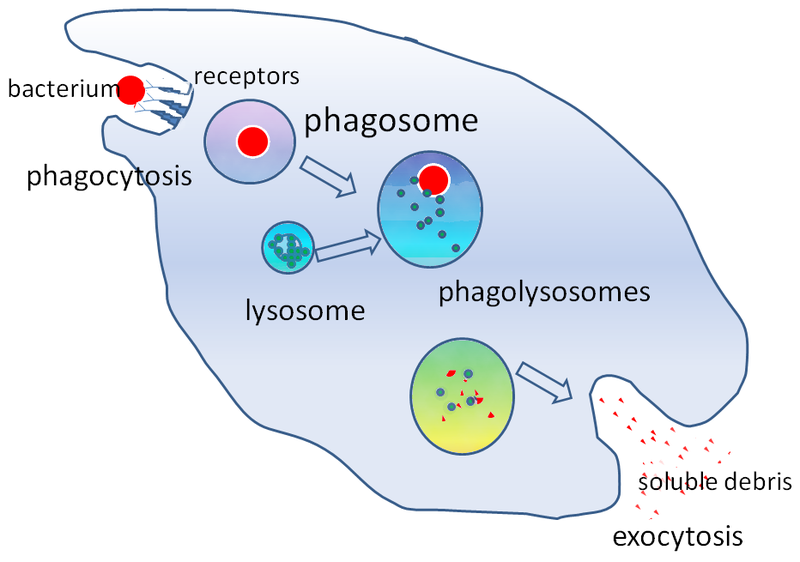 bacterium
receptors
phagosome
phagocytosis
lysosome
phagolysosomes
soluble debris
exocytosis